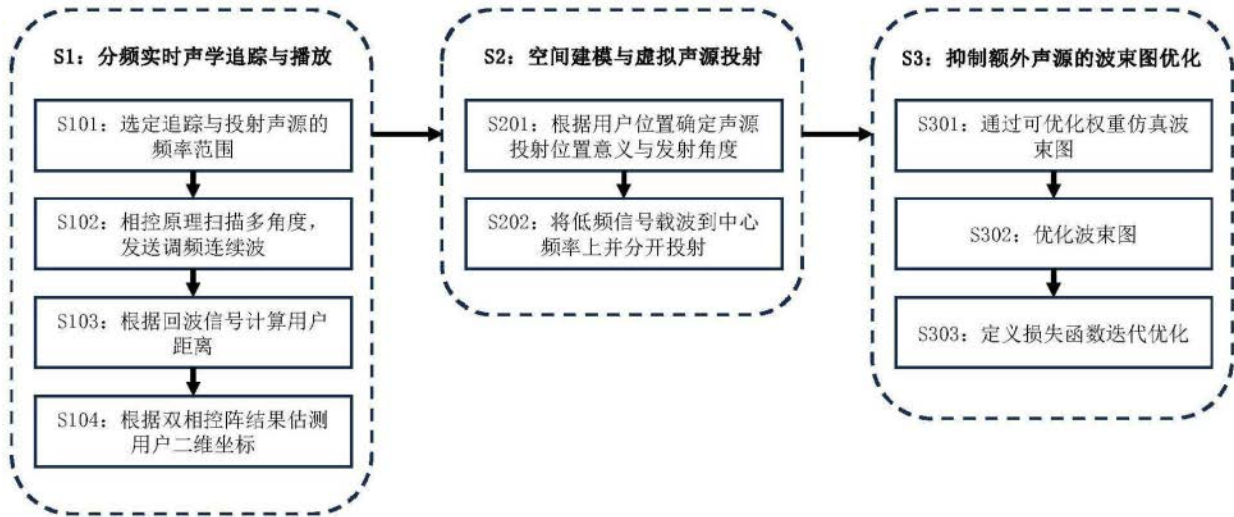 S1：分频实时声学追踪与播放
S101：选定追踪与投射声源的
频率范围
S102：相控原理扫描多角度，
发送调频连续波
S103：根据回波信号计算用户
距离
S104：根据双相控阵结果估测
用户二维坐标
S2：空间建模与虚拟声源投射
S201：根据用户位置确定声源
投射位置意义与发射角度
S202：将低频信号载波到中心
频率上并分开投射
S3：抑制额外声源的波束图优化
S301：通过可优化权重仿真波
束图
S302：优化波束图
S303：定义损失函数迭代优化